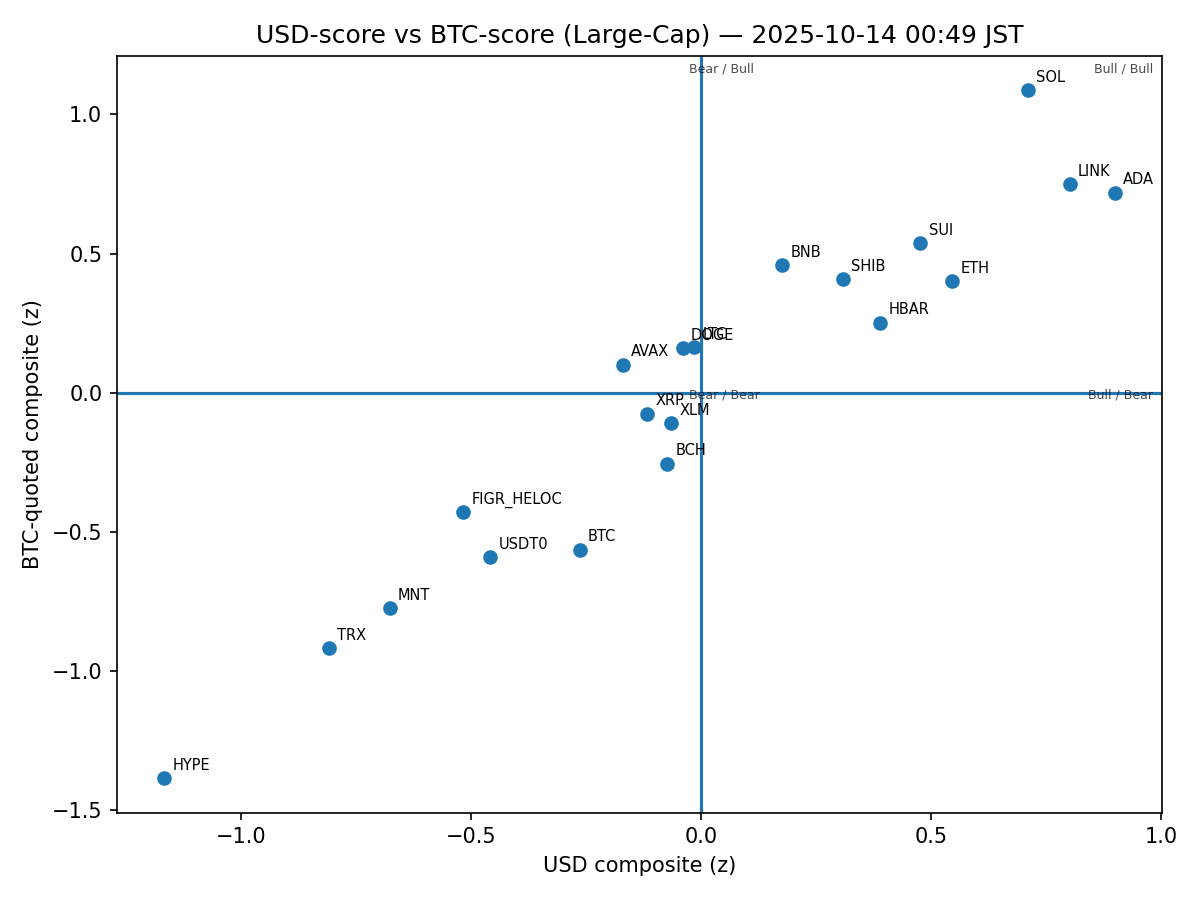 USD-score vs BTC-score (Large-Cap) — 2025-10-14 00:49 JST
Bear / Bull
Bull / Bull
SOL
LINK
ADA
SUI
BNB
SHIB
ETH
HBAR
DOGE
LTC
AVAX
Bear / Bear
Bull / Bear
XRP
XLM
BCH
FIGR_HELOC
BTC
USDT0
MNT
TRX
HYPE
1.0
0.5
0.0
−0.5
−1.0
−1.5
BTC-quoted composite (z)
−1.0
−0.5
0.0
0.5
1.0
USD composite (z)